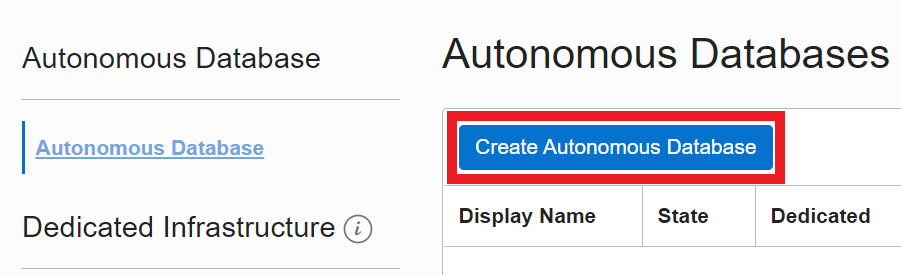 Autonomous Database
Autonomous Database
Dedicated Infrastructure
Autonomous Databases
Create Autonomous Database
Display Name State Dedicated